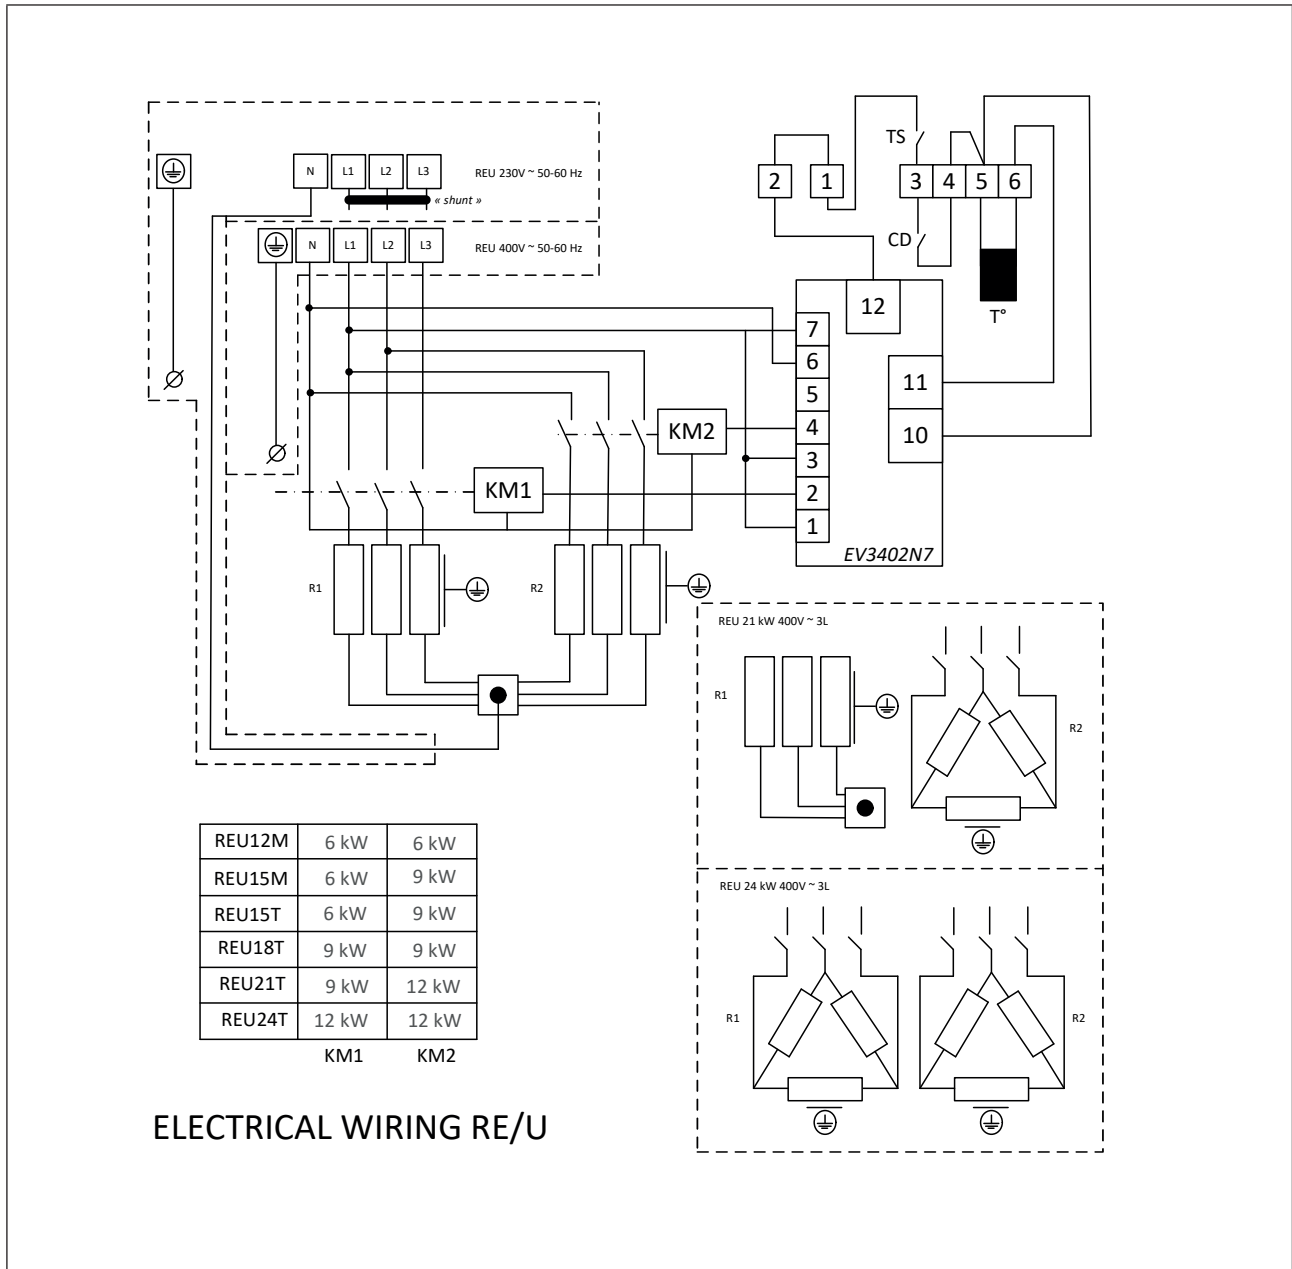 TS
2 1 3 4 5 6
N L1 L2 L3 REU 230V ~ 50-60 Hz
« shunt »
N L1 L2 L3 REU 400V ~ 50-60 Hz
CD
T°
12
7
6
5
4
3
2
1
11
10
EV3402N7
KM2
KM1
R1
R2
REU 21 kW 400V ~ 3L
R1
R2
REU 24 kW 400V ~ 3L
R1
R2
REU12M 6 kW 6 kW
REU15M 6 kW 9 kW
REU15T 6 kW 9 kW
REU18T 9 kW 9 kW
REU21T 9 kW 12 kW
REU24T 12 kW 12 kW
KM1 KM2
ELECTRICAL WIRING RE/U